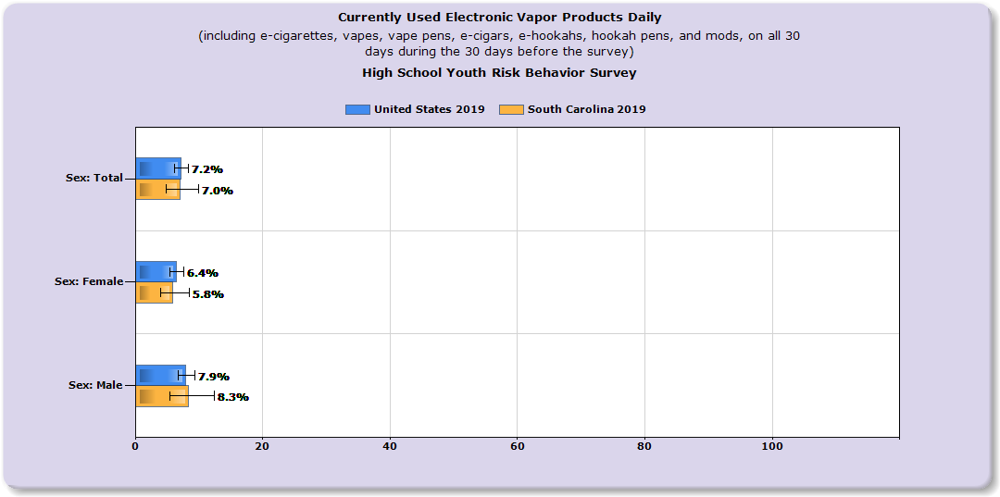 Currently Used Electronic Vapor Products Daily
(including e-cigarettes, vapes, vape pens, e-cigars, e-hookahs, hookah pens, and mods, on all 30
days during the 30 days before the survey)
High School Youth Risk Behavior Survey
United States 2019 South Carolina 2019
Sex: Total
7.2%
7.0%
Sex: Female
6.4%
5.8%
Sex: Male
7.9%
8.3%
0 20 40 60 80 100